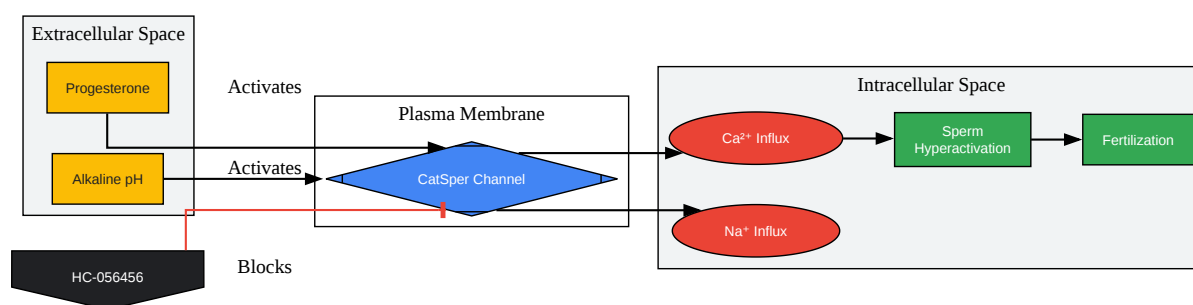 Extracellular Space
Progesterone
Activates
Alkaline pH
Activates
HC-056456
Blocks
Plasma Membrane
CatSper Channel
Intracellular Space
Ca²⁺ Influx
Sperm
Hyperactivation
Fertilization
Na⁺ Influx